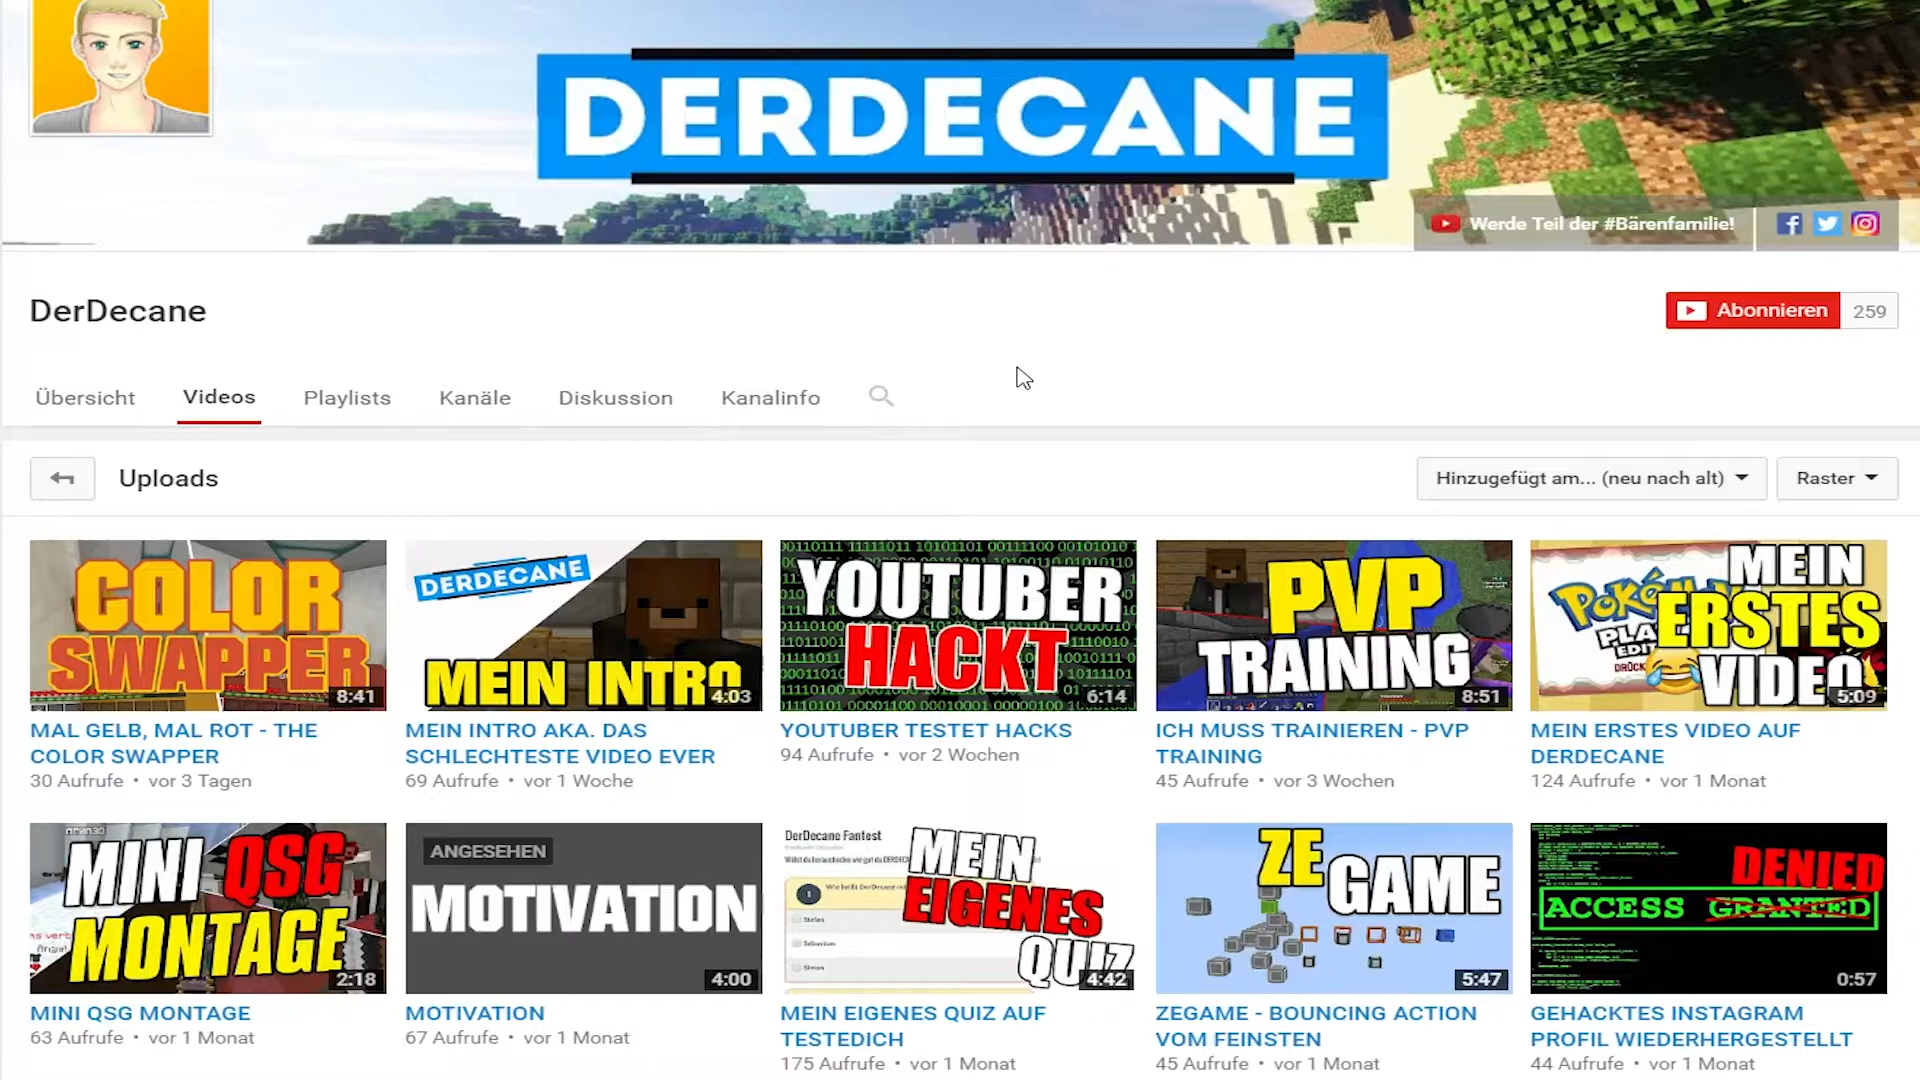 DERDECANE
Werde Teil der #Bärenfamilie!
DerDecane
Abonnieren 259
Übersicht Videos Playlists Kanäle Diskussion Kanalinfo
Uploads
Hinzugefügt am... (neu nach alt)
Raster
COLOR
SWAPPER
8:41
MAL GELB, MAL ROT - THE
COLOR SWAPPER
30 Aufrufe • vor 3 Tagen
DERDECANE
MEIN INTRO
4:03
MEIN INTRO AKA. DAS
SCHLECHTESTE VIDEO EVER
69 Aufrufe • vor 1 Woche
YOUTUBER
HACKT
6:14
YOUTUBER TESTET HACKS
94 Aufrufe • vor 2 Wochen
PVP
TRAINING
8:51
ICH MUSS TRAINIEREN - PVP
TRAINING
45 Aufrufe • vor 3 Wochen
MEIN
ERSTES
VIDEO
5:09
MEIN ERSTES VIDEO AUF
DERDECANE
124 Aufrufe • vor 1 Monat
MINI QSG
MONTAGE
2:18
MINI QSG MONTAGE
63 Aufrufe • vor 1 Monat
ANGESEHEN
MOTIVATION
4:00
MOTIVATION
67 Aufrufe • vor 1 Monat
DerDecane Fantest
MEIN
EIGENES
QUIZ
Stefan
Sebastian
Simon
4:42
MEIN EIGENES QUIZ AUF
TESTEDICH
175 Aufrufe • vor 1 Monat
ZE GAME
5:47
ZEGAME - BOUNCING ACTION
VOM FEINSTEN
45 Aufrufe • vor 1 Monat
DENIED
ACCESS GRANTED
0:57
GEHACKTES INSTAGRAM
PROFIL WIEDERHERGESTELLT
44 Aufrufe • vor 1 Monat